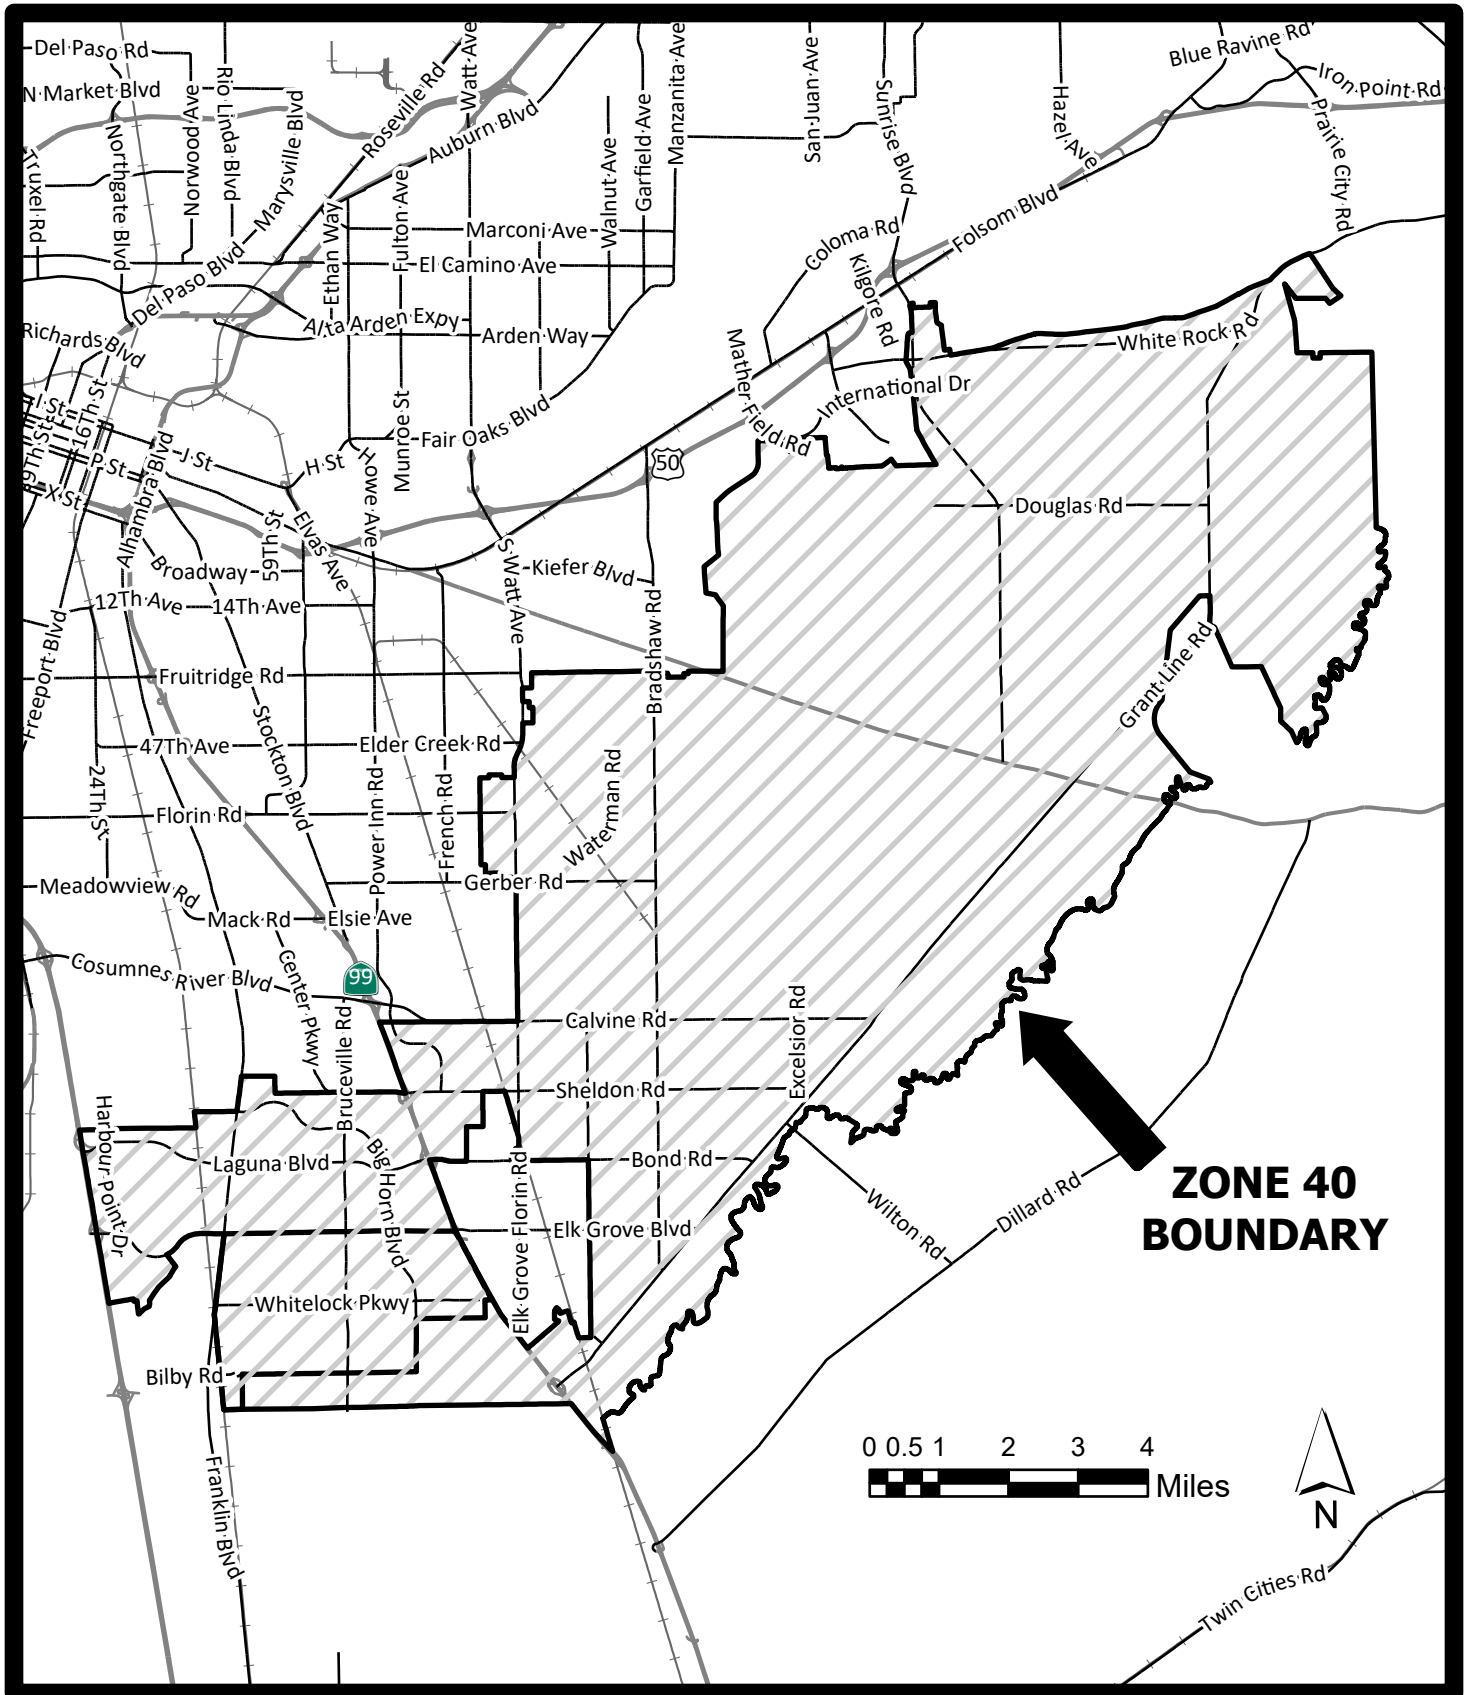 Del Paso Rd
N Market Blvd
Truxel Rd
Northgate Blvd
Norwood Ave
Rio Linda Blvd
Marysville Blvd
Roseville Rd
Watt Ave
Auburn Blvd
Fulton Ave
Ethan Way
Walnut Ave
Garfield Ave
Manzanita Ave
San Juan Ave
Sunrise Blvd
Hazel Ave
Blue Ravine Rd
Iron Point Rd
Prairie City Rd
Marconi Ave
El Camino Ave
Del Paso Blvd
Alta Arden Expy
Arden Way
Coloma Rd
Folsom Blvd
Kilgore Rd
Richards Blvd
White Rock Rd
Mather Field Rd
International Dr
I St
16Th St
9Th St
P St
X St
J St
H St
Alhambra Blvd
Howe Ave
Munroe St
Fair Oaks Blvd
50
Douglas Rd
59Th St
Elvas Ave
Broadway
S Watt Ave
Kiefer Blvd
12Th Ave
14Th Ave
Bradshaw Rd
Freeport Blvd
Fruitridge Rd
Grant Line Rd
Stockton Blvd
47Th Ave
Elder Creek Rd
24Th St
Florin Rd
Power Inn Rd
French Rd
Waterman Rd
Gerber Rd
Meadowview Rd
Mack Rd
Elsie Ave
Cosumnes River Blvd
Center Pkwy
99
Bruceville Rd
Calvine Rd
Excelsior Rd
Sheldon Rd
Harbour Point Dr
Laguna Blvd
Big Horn Blvd
Elk Grove Florin Rd
Bond Rd
Elk Grove Blvd
Wilton Rd
Dillard Rd
ZONE 40
BOUNDARY
Whitelock Pkwy
Bilby Rd
Franklin Blvd
0 0.5 1 2 3 4
Miles
N
Twin Cities Rd